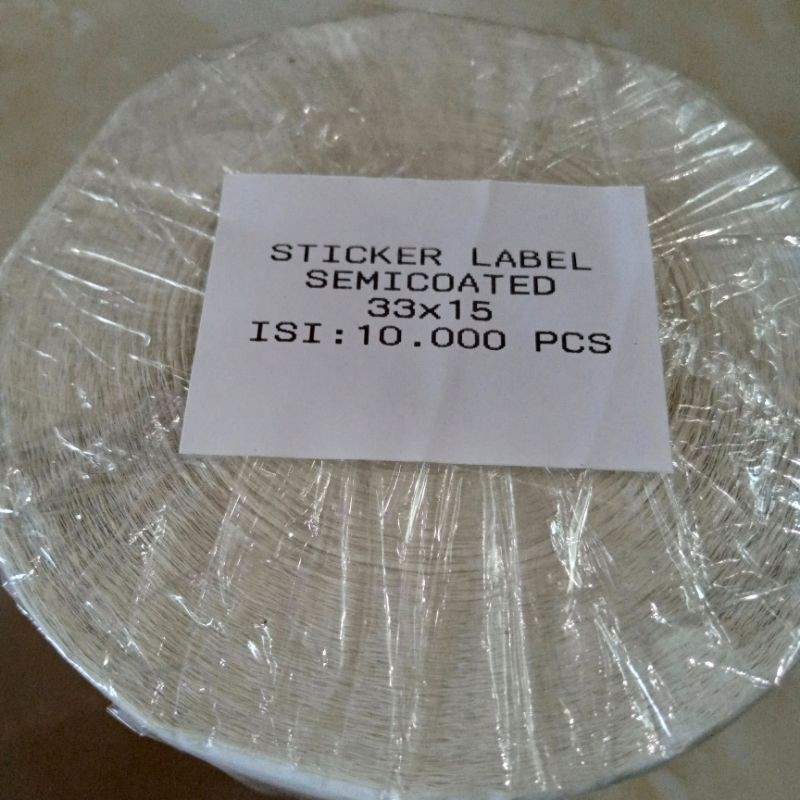 STICKER LABEL
SEMICOATED
33x15
ISI:10.000 PCS